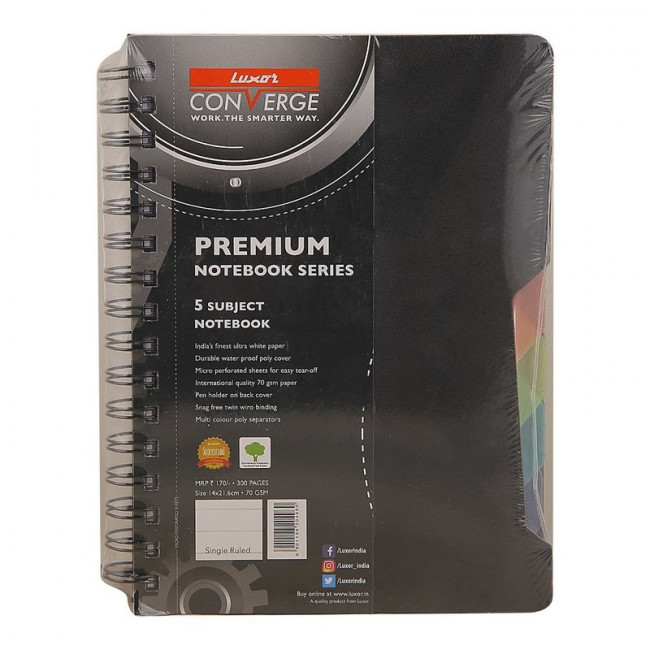 Luxor
CONVERGE
WORK.THE SMARTER WAY.
PREMIUM
NOTEBOOK SERIES
5 SUBJECT
NOTEBOOK
India's finest ultra white paper
Durable water proof poly cover
Micro perforated sheets for easy tear-off
International quality 70 gsm paper
Pen holder on back cover
Snag free twin wiro binding
Multi colour poly separators
MRP ₹ 170/- • 300 PAGES
Size 14x21.6cm • 70 GSM
Single Ruled
/Luxorindia
/Luxor_india
/Luxorindia
Buy online at www.luxor.in
A quality product from Luxor